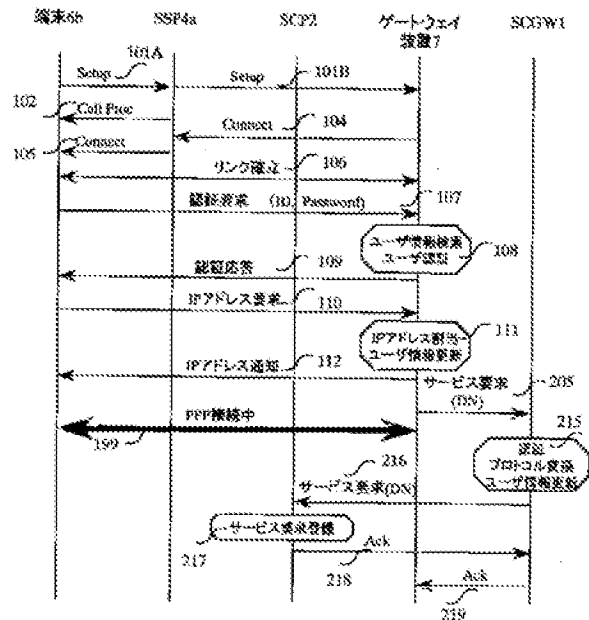 端末6b
SSP4a
SCP2
ゲートウェイ
装置7
SCGW1
101A
Setup
Setup
101B
102
Call Proc
Connect
104
105
Connect
リンク確立
106
認証要求 (ID, Password)
107
ユーザ情報検索
ユーザ認証
108
認証応答
109
IPアドレス要求
110
IPアドレス割当
ユーザ情報更新
111
IPアドレス通知
112
サービス要求
(DN)
205
PPP接続中
199
215
認証
プロトコル変換
ユーザ情報更新
216
サービス要求(DN)
サービス要求登録
217
Ack
218
Ack
219